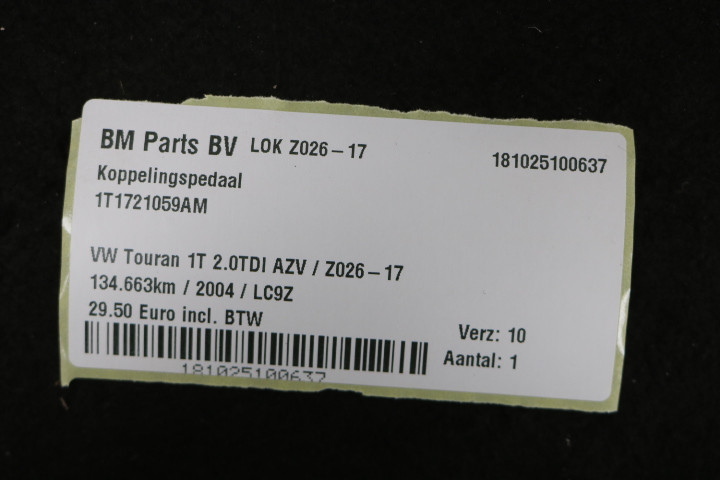 BM Parts BV LOK Z026-17 181025100637
Koppelingspedaal
1T1721059AM
VW Touran 1T 2.0TDI AZV / Z026-17
134.663km / 2004 / LC9Z
29.50 Euro incl. BTW
Verz: 10
Aantal: 1
181025100637